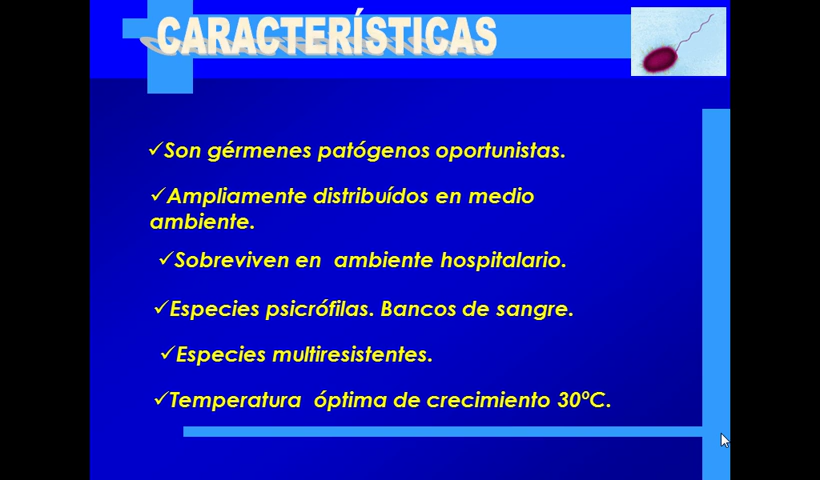 CARACTERÍSTICAS
✓Son gérmenes patógenos oportunistas.
✓Ampliamente distribuídos en medio
ambiente.
✓Sobreviven en ambiente hospitalario.
✓Especies psicrófilas. Bancos de sangre.
✓Especies multiresistentes.
✓Temperatura óptima de crecimiento 30ºC.